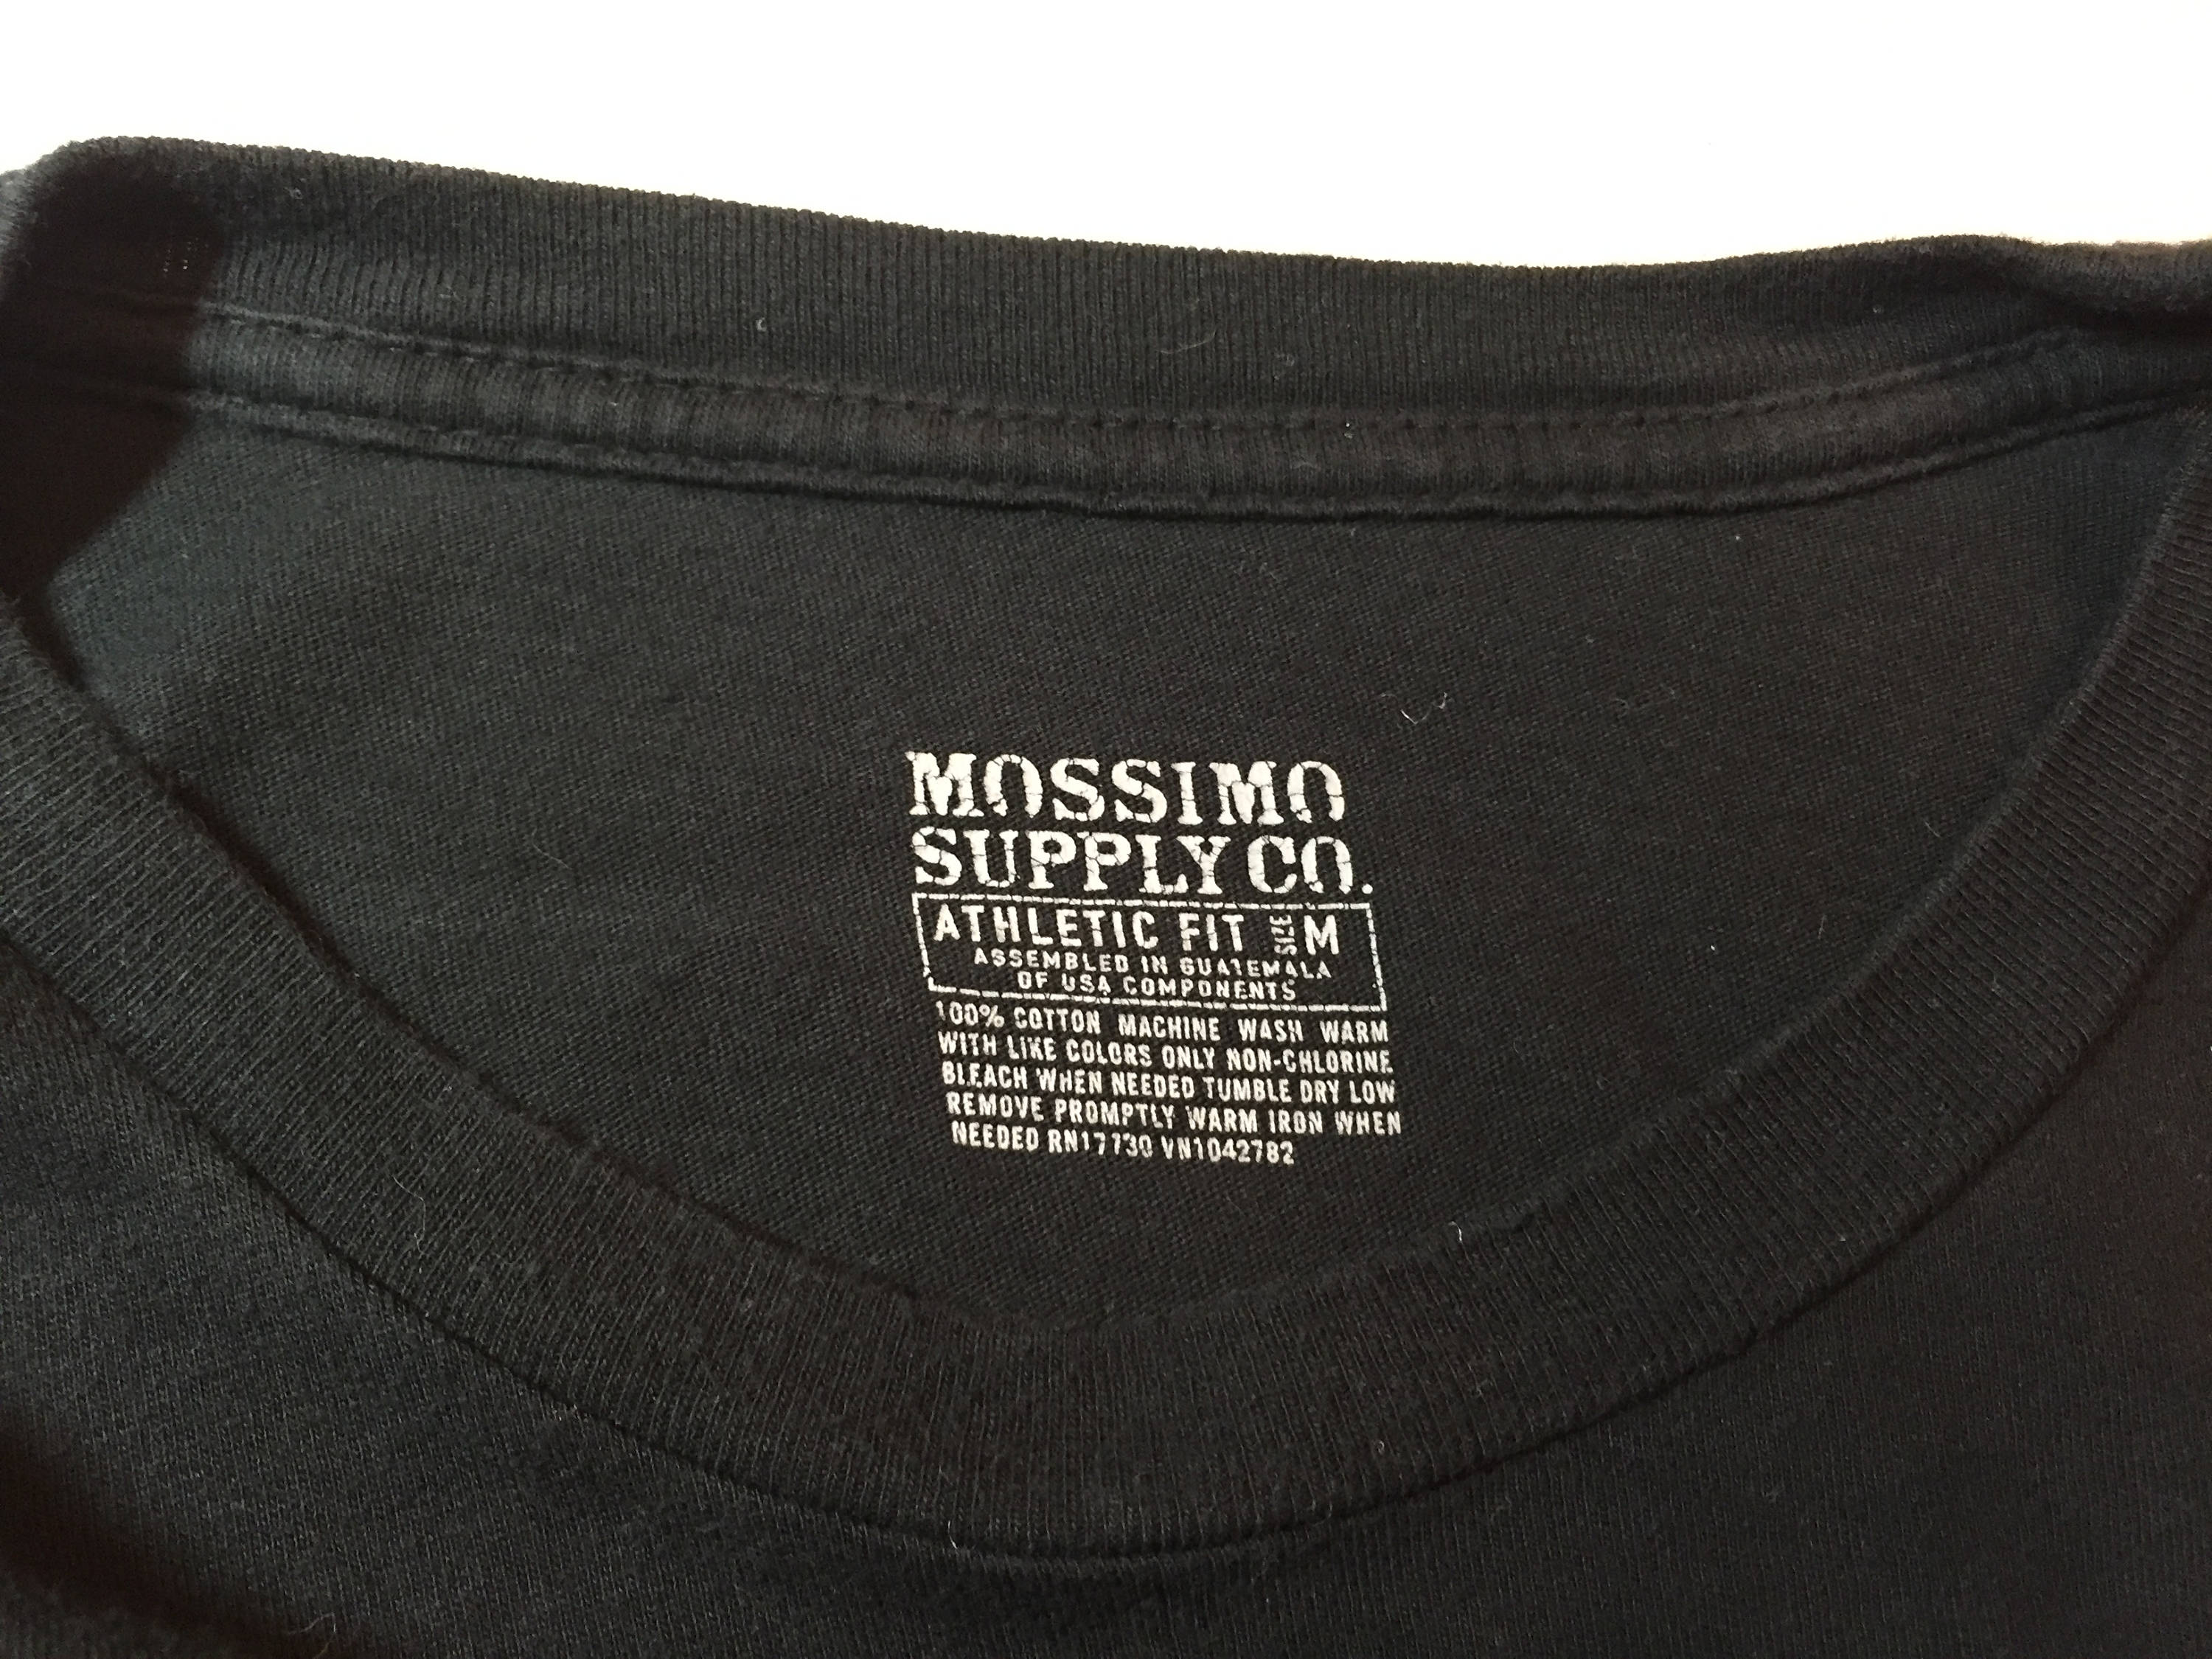 MOSSIMO
SUPPLY CO.
ATHLETIC FIT SIZE M
ASSEMBLED IN GUATEMALA
OF USA COMPONENTS
100% COTTON MACHINE WASH WARM
WITH LIKE COLORS ONLY NON-CHLORINE
BLEACH WHEN NEEDED TUMBLE DRY LOW
REMOVE PROMPTLY WARM IRON WHEN
NEEDED RN17730 VN1042782